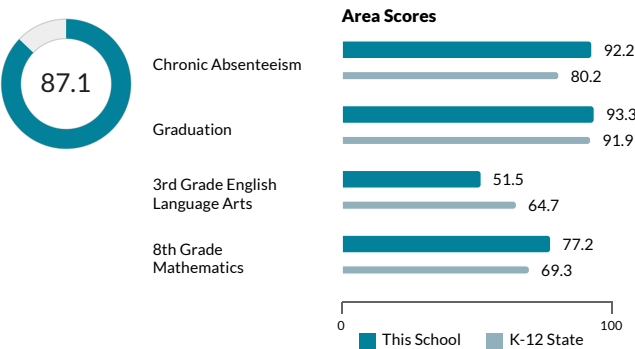 Area Scores
87.1
Chronic Absenteeism
92.2
80.2
Graduation
93.3
91.9
3rd Grade English
Language Arts
51.5
64.7
8th Grade
Mathematics
77.2
69.3
0
100
This School
K-12 State